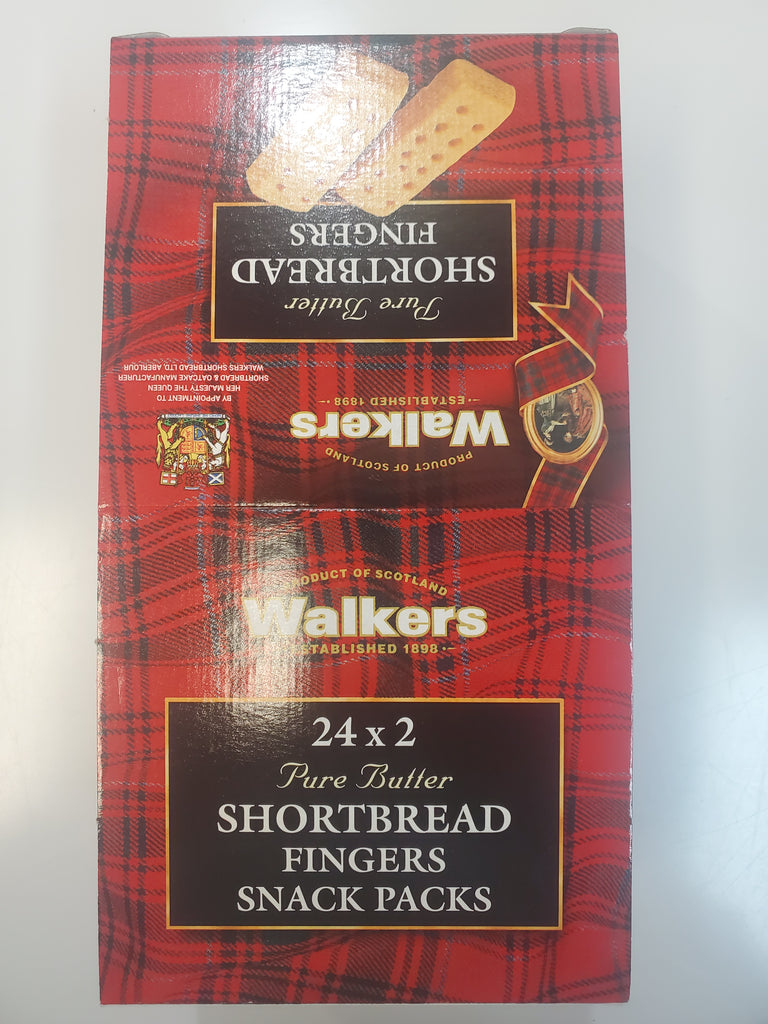 Pure Butter
SHORTBREAD
FINGERS
BY APPOINTMENT TO
HER MAJESTY THE QUEEN
SHORTBREAD & OATCAKE MANUFACTURER
WALKERS SHORTBREAD LTD. ABERLOUR
PRODUCT OF SCOTLAND
Walkers
ESTABLISHED 1898
PRODUCT OF SCOTLAND
Walkers
ESTABLISHED 1898
24 x 2
Pure Butter
SHORTBREAD
FINGERS
SNACK PACKS